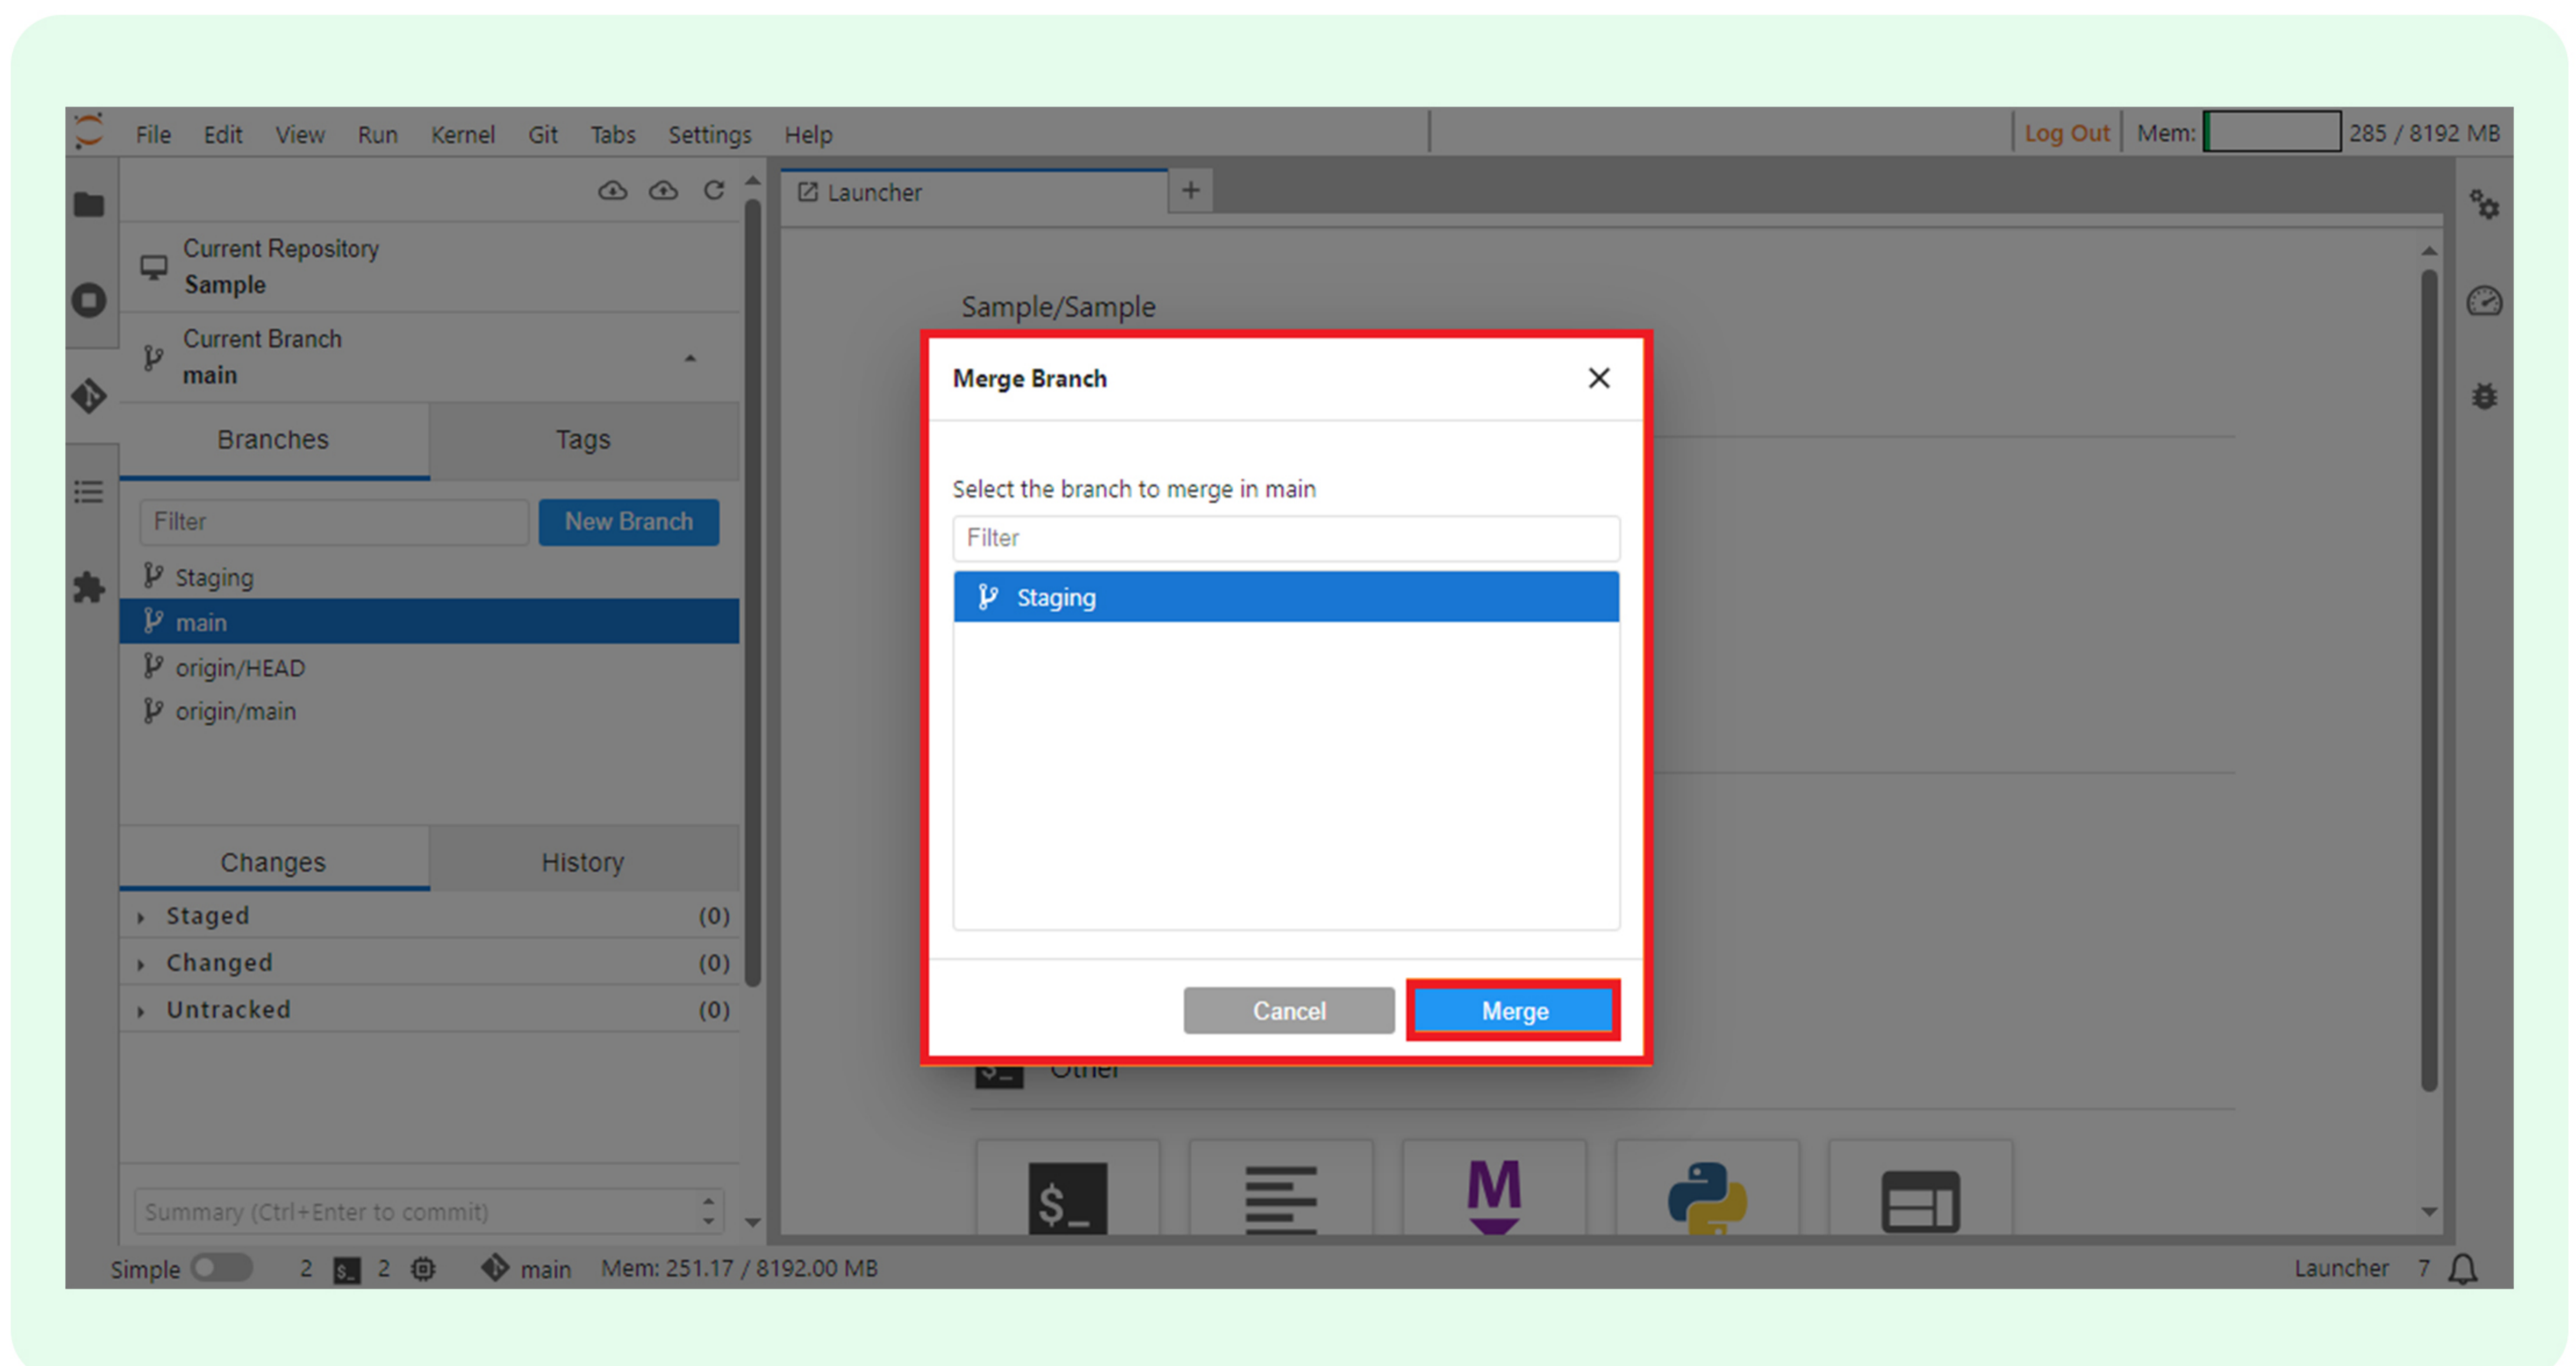 File Edit View Run Kernel Git Tabs Settings Help
Log Out Mem: 285 / 8192 MB
Current Repository
Sample
Current Branch
main
Branches Tags
Filter New Branch
Staging
main
origin/HEAD
origin/main
Changes History
Staged (0)
Changed (0)
Untracked (0)
Summary (Ctrl+Enter to commit)
Launcher +
Sample/Sample
Merge Branch
Select the branch to merge in main
Filter
Staging
Cancel Merge
$_ Other
$_ M
Simple 2 $_ 2 main Mem: 251.17 / 8192.00 MB Launcher 7